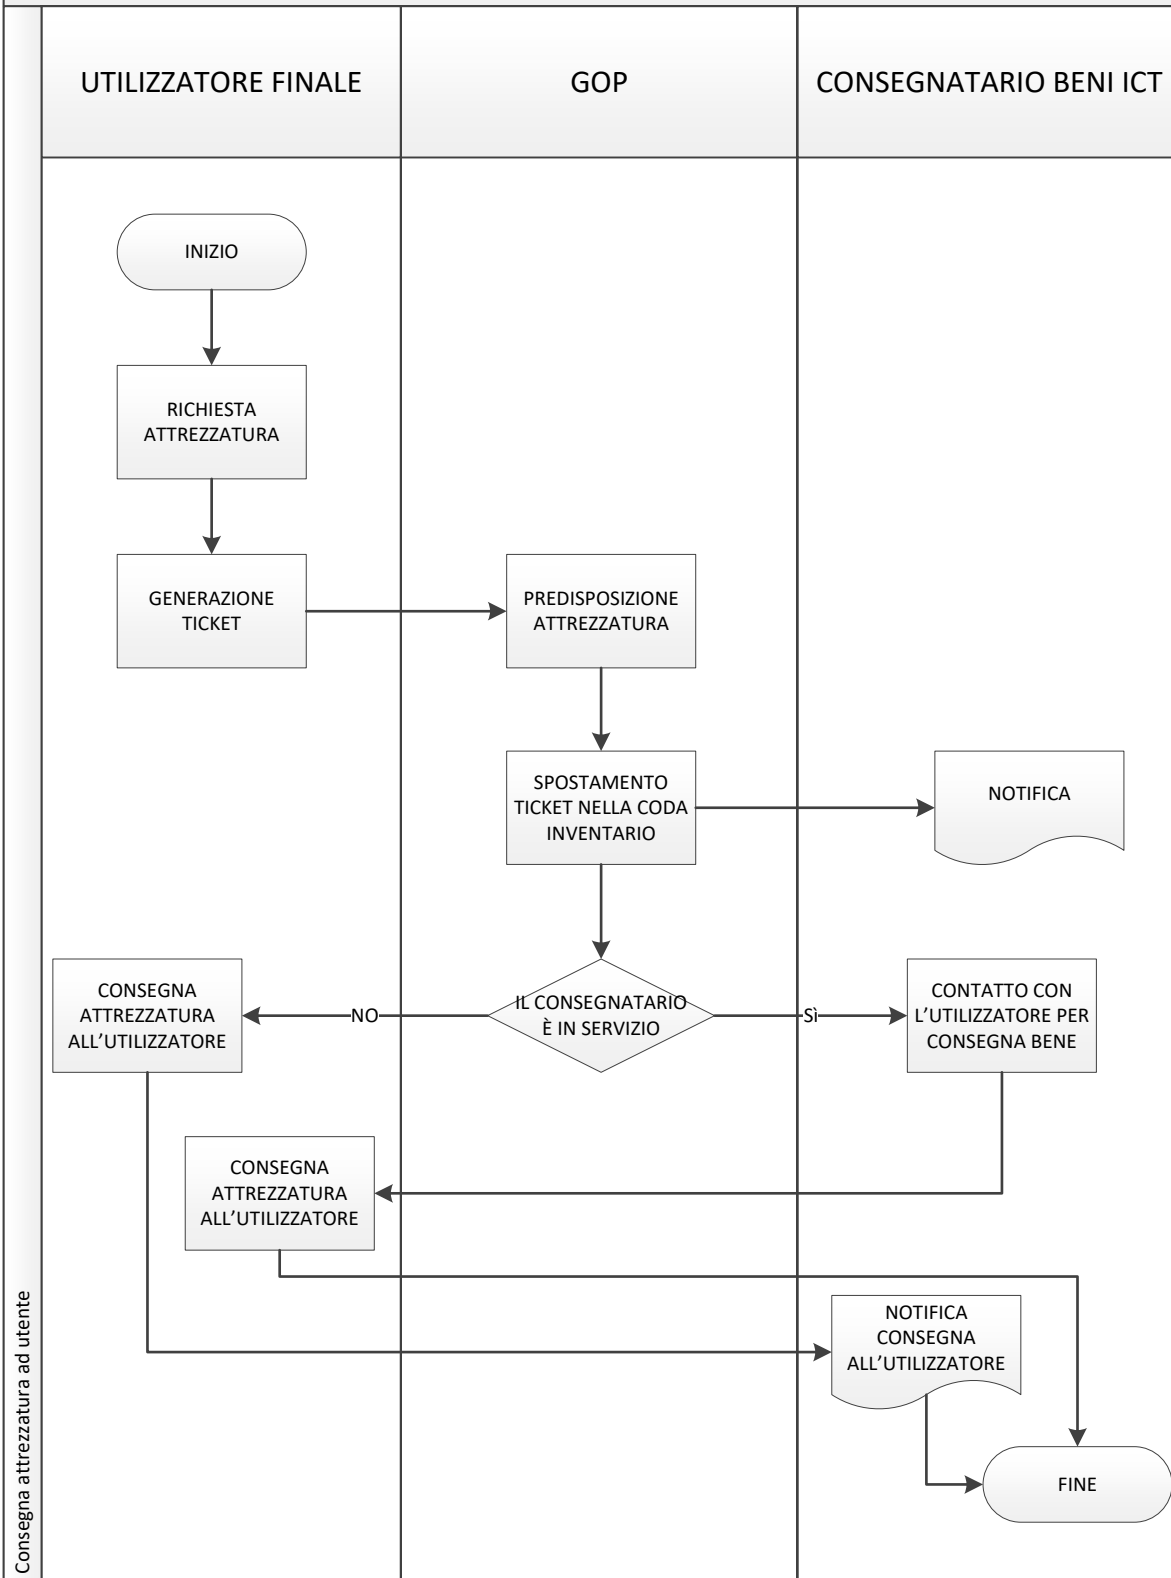 UTILIZZATORE FINALE
GOP
CONSEGNATARIO BENI ICT
INIZIO
RICHIESTA
ATTREZZATURA
GENERAZIONE
TICKET
PREDISPOSIZIONE
ATTREZZATURA
SPOSTAMENTO
TICKET NELLA CODA
INVENTARIO
NOTIFICA
CONSEGNA
ATTREZZATURA
ALL’UTILIZZATORE
NO
IL CONSEGNATARIO
È IN SERVIZIO
Sì
CONTATTO CON
L’UTILIZZATORE PER
CONSEGNA BENE
CONSEGNA
ATTREZZATURA
ALL’UTILIZZATORE
NOTIFICA
CONSEGNA
ALL’UTILIZZATORE
FINE
Consegna attrezzatura ad utente